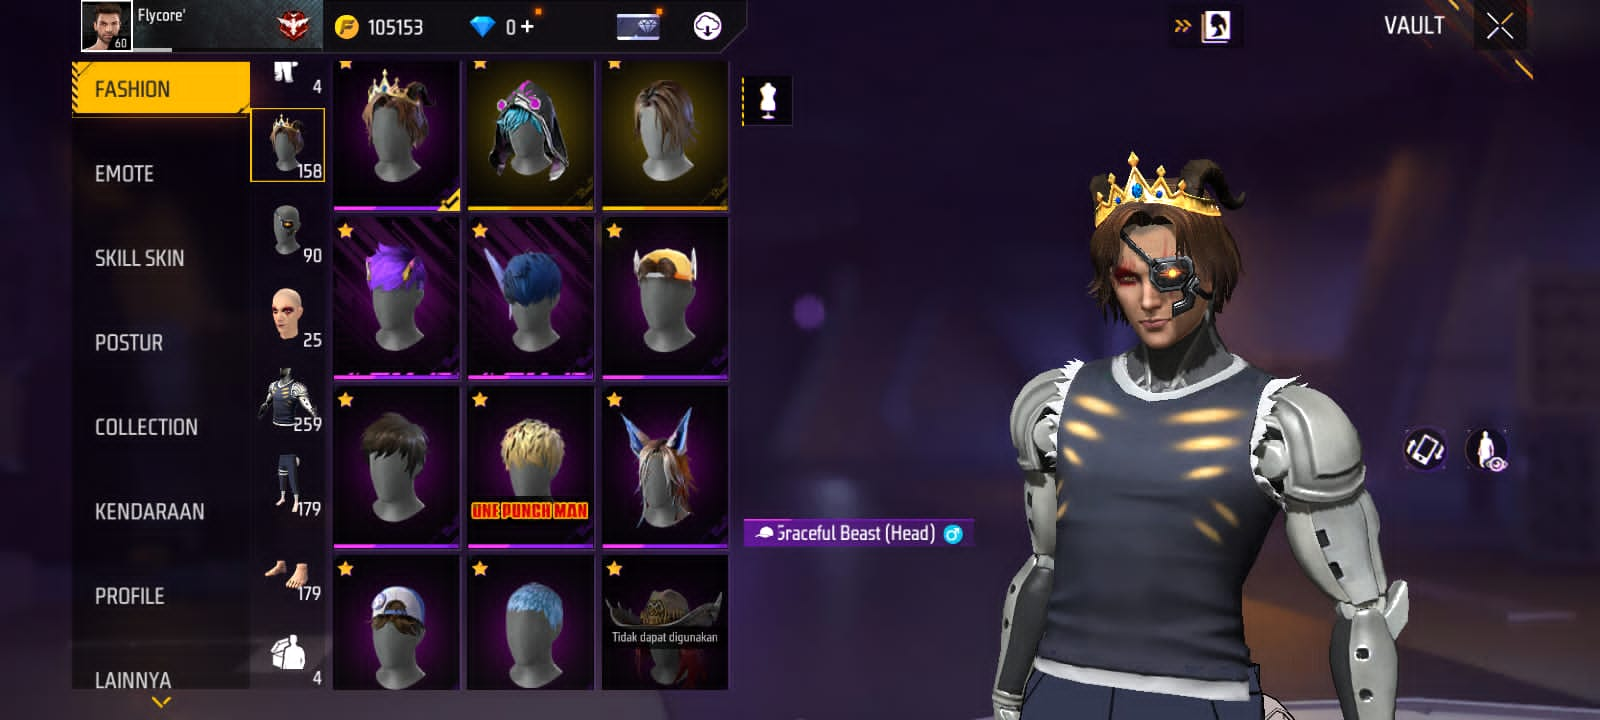 Flycore'
60
105153
0 +
VAULT
FASHION
EMOTE
SKILL SKIN
POSTUR
COLLECTION
KENDARAAN
PROFILE
LAINNYA
4
158
90
25
259
179
179
4
ONE PUNCH MAN
Tidak dapat digunakan
Graceful Beast (Head)